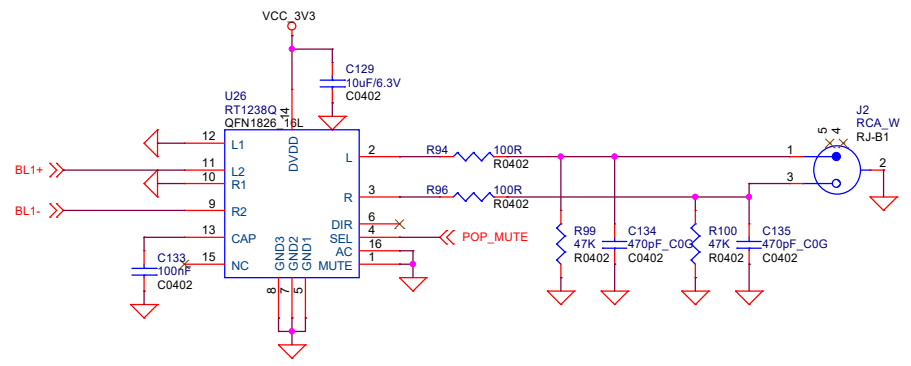 VCC_3V3
C129
10uF/6.3V
C0402
U26
RT1238Q
QFN1826_16L
14
DVDD
12
L1
BL1+
11
L2
10
R1
BL1-
9
R2
13
CAP
15
NC
C133
100nF
C0402
L
2
R
3
DIR
6
SEL
4
POP_MUTE
AC
16
MUTE
1
GND3
GND2
GND1
8
7
5
R94
100R
R0402
R96
100R
R0402
R99
47K
R0402
C134
470pF_C0G
C0402
R100
47K
R0402
C135
470pF_C0G
C0402
J2
RCA_W
RJ-B1
5
4
1
2
3